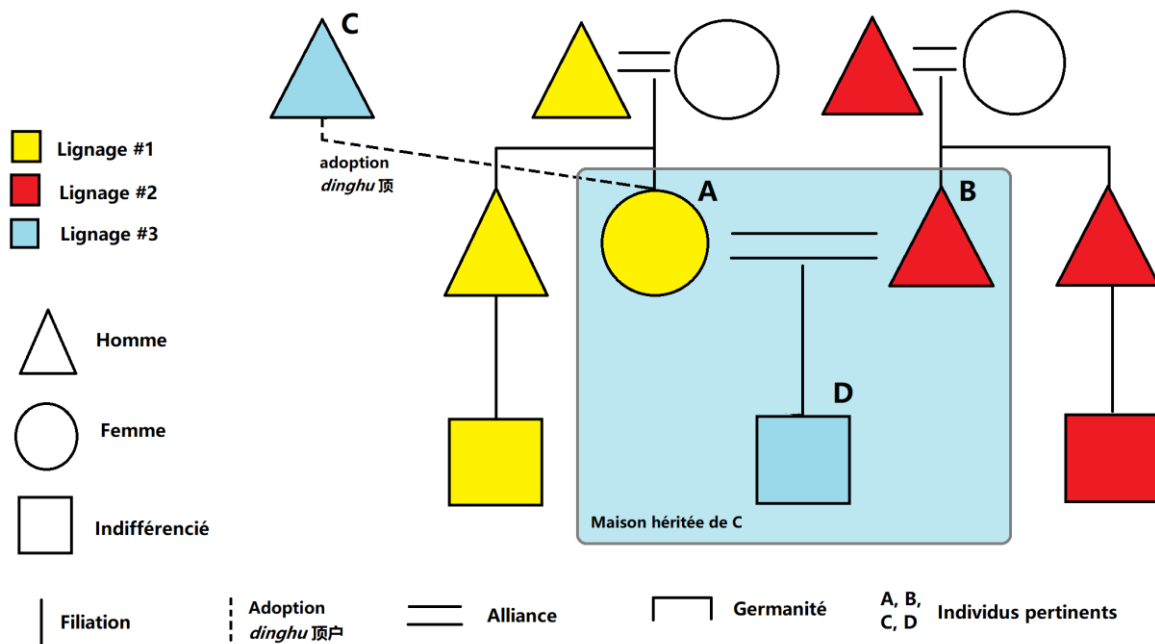 C
adoption
dinghu 顶
Lignage #1
Lignage #2
Lignage #3
A
B
Homme
D
Femme
Indifférencié
Maison héritée de C
Filiation
Adoption
dinghu 顶户
Alliance
Germanité
A, B,
C, D
Individus pertinents